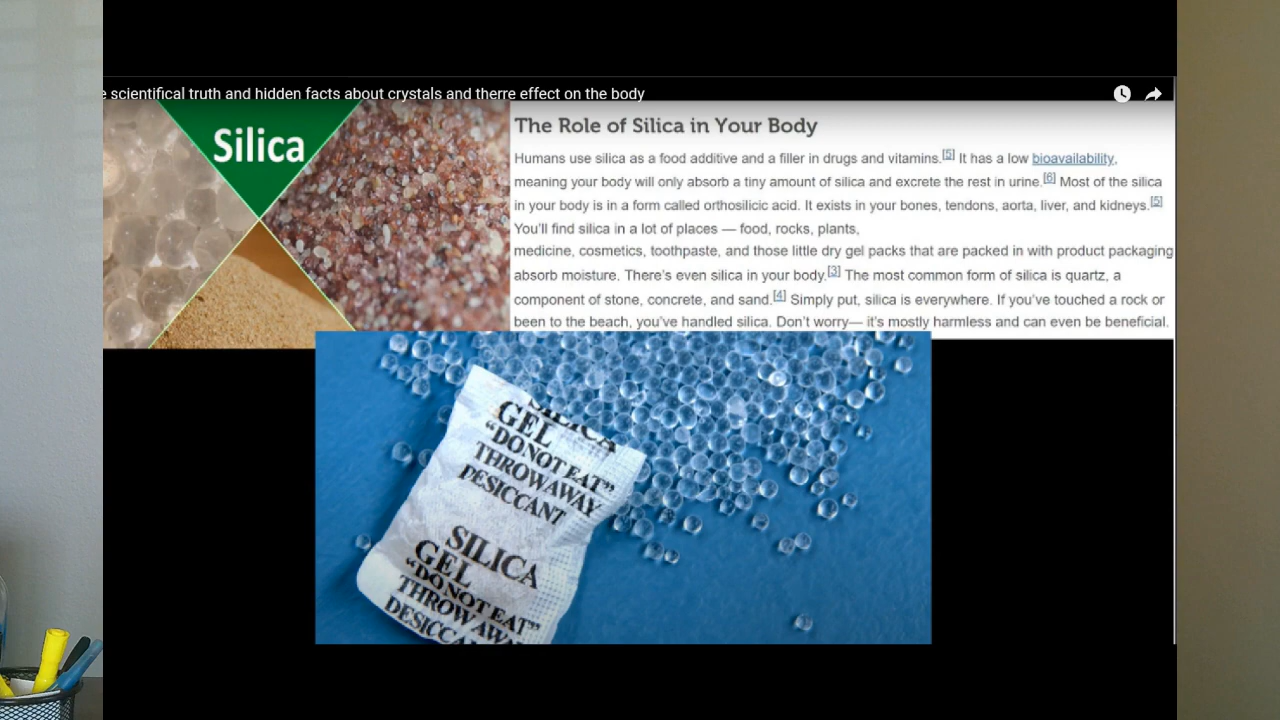 e scientifical truth and hidden facts about crystals and therre effect on the body
Silica
The Role of Silica in Your Body
Humans use silica as a food additive and a filler in drugs and vitamins.[5] It has a low bioavailability,
meaning your body will only absorb a tiny amount of silica and excrete the rest in urine.[6] Most of the silica
in your body is in a form called orthosilicic acid. It exists in your bones, tendons, aorta, liver, and kidneys.[5]
You'll find silica in a lot of places — food, rocks, plants,
medicine, cosmetics, toothpaste, and those little dry gel packs that are packed in with product packaging
absorb moisture. There's even silica in your body.[3] The most common form of silica is quartz, a
component of stone, concrete, and sand.[4] Simply put, silica is everywhere. If you've touched a rock or
been to the beach, you've handled silica. Don't worry— it's mostly harmless and can even be beneficial.
SILICA
GEL
“DO NOT EAT”
THROW AWAY
DESICCANT
SILICA
GEL
“DO NOT EAT”
THROW AWAY
DESICCANT